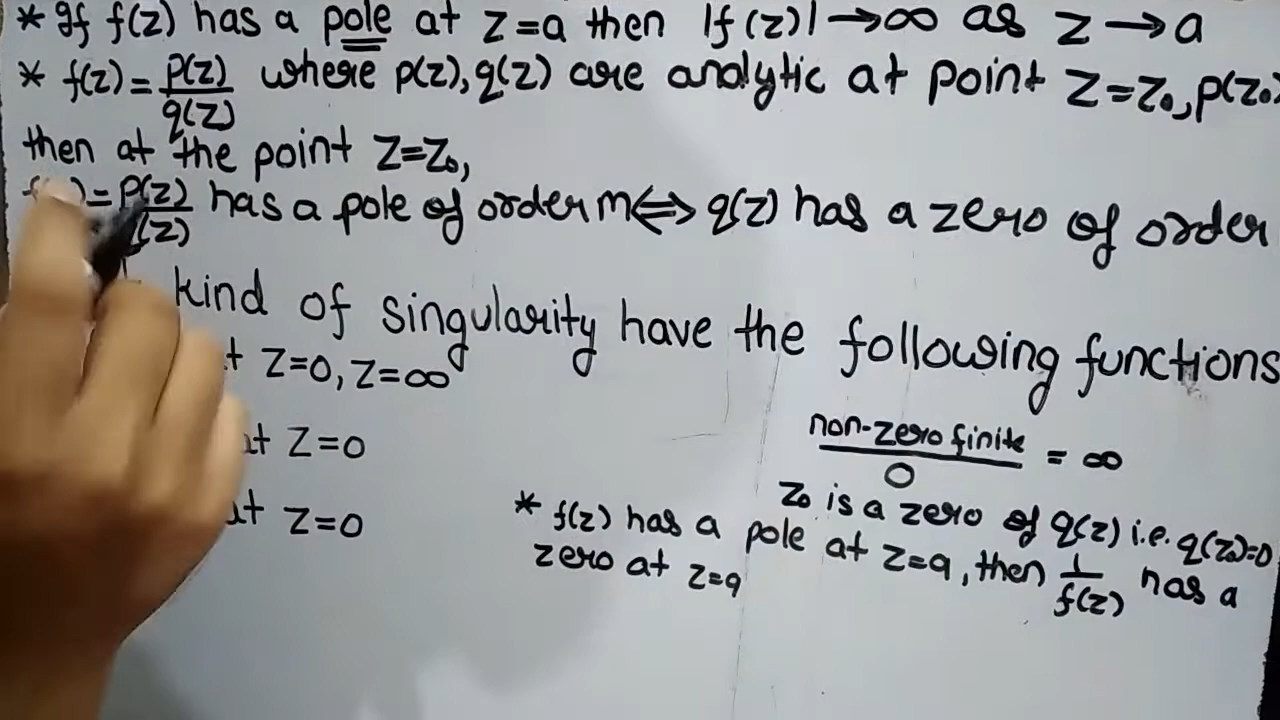 * If f(z) has a pole at z=a then |f(z)|→∞ as z→a
* f(z)=p(z)/q(z) where p(z), q(z) are analytic at point z=z₀, p(z₀)
then at the point z=z₀,
=p(z)/(z) has a pole of order m⇔ q(z) has a zero of order
kind of singularity have the following functions
at z=0, z=∞
at z=0
at z=0
non-zero finite/0 = ∞
z₀ is a zero of q(z) i.e. q(z₀)=0
* f(z) has a pole at z=a, then 1/f(z) has a
zero at z=a